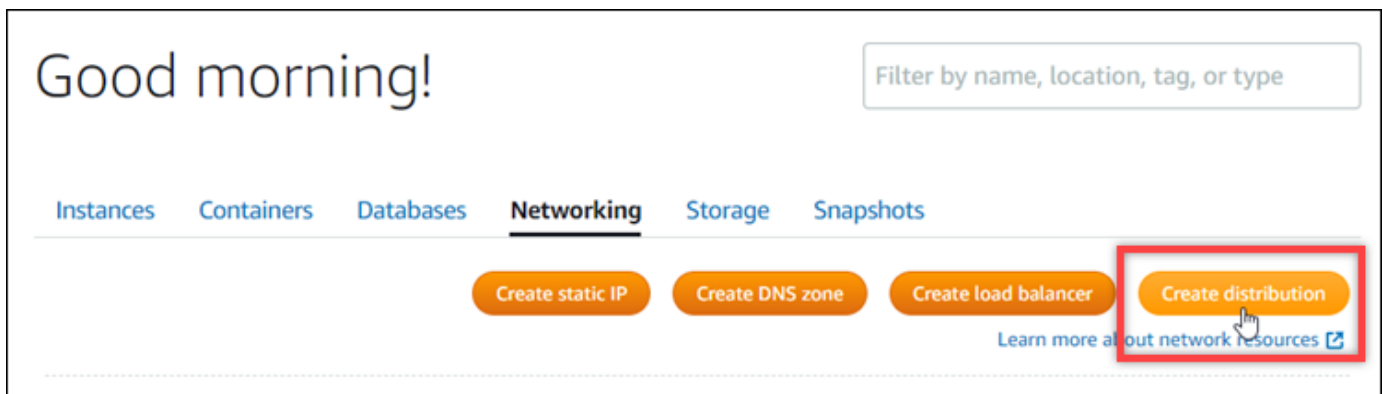 Good morning!
Filter by name, location, tag, or type
Instances Containers Databases Networking Storage Snapshots
Create static IP Create DNS zone Create load balancer Create distribution
Learn more about network resources